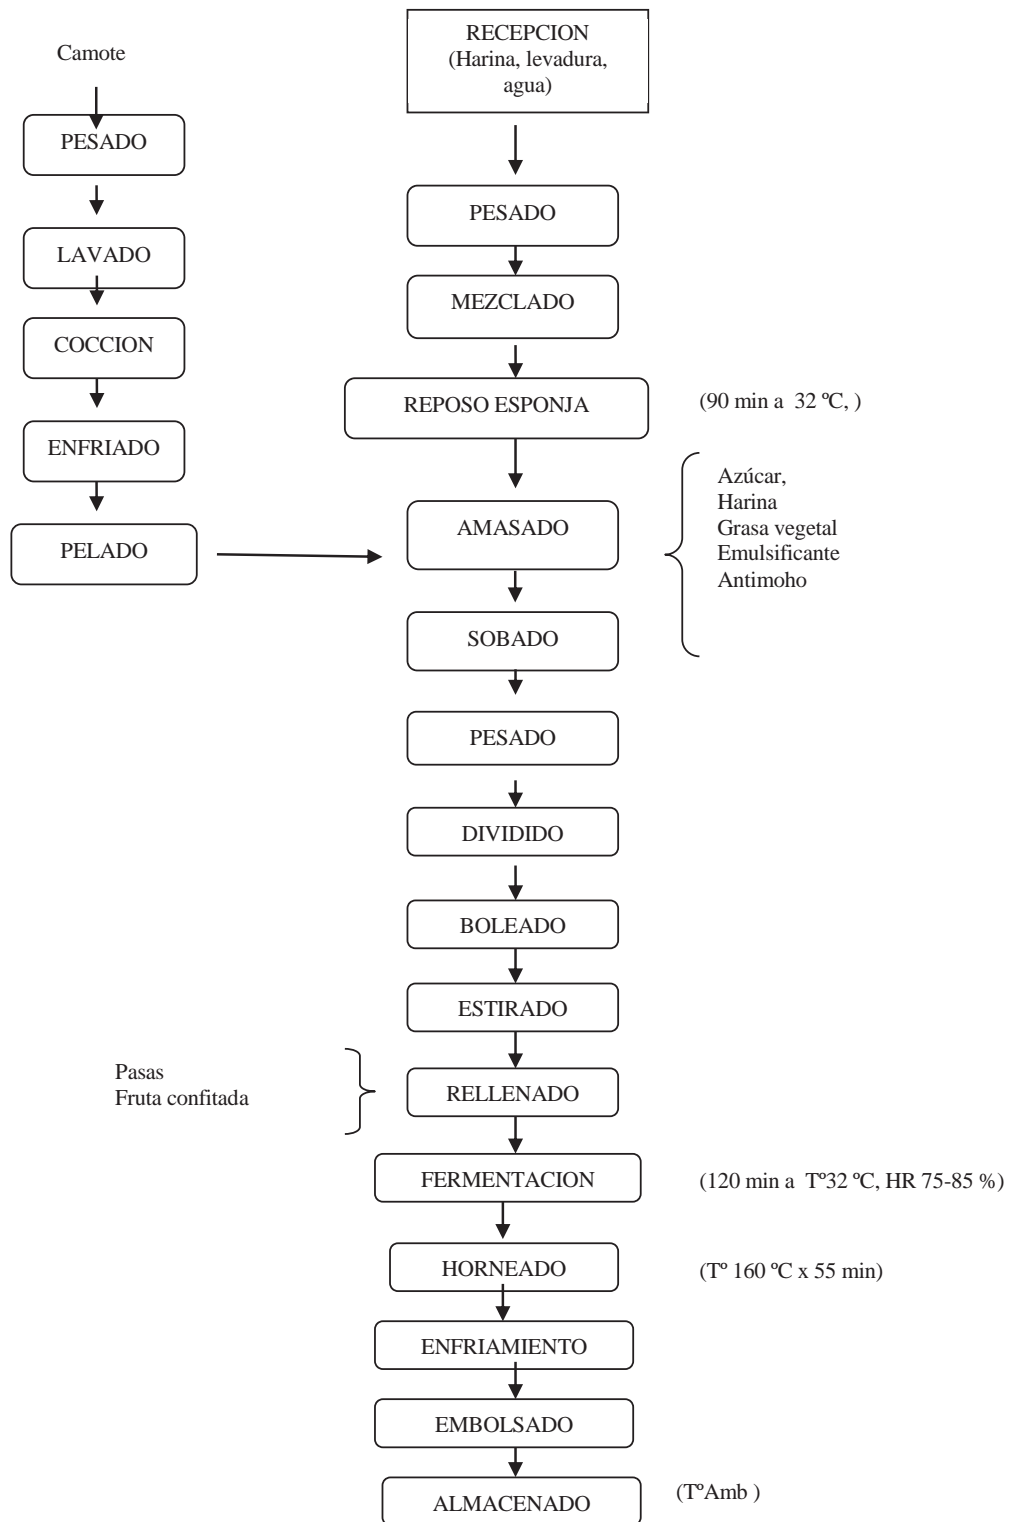 Camote
PESADO
LAVADO
COCCION
ENFRIADO
PELADO
RECEPCION
(Harina, levadura,
agua)
PESADO
MEZCLADO
REPOSO ESPONJA
(90 min a  32 ºC, )
AMASADO
Azúcar,
Harina
Grasa vegetal
Emulsificante
Antimoho
SOBADO
PESADO
DIVIDIDO
BOLEADO
ESTIRADO
Pasas
Fruta confitada
RELLENADO
FERMENTACION
(120 min a  Tº32 ºC, HR 75-85 %)
HORNEADO
(Tº 160 ºC x 55 min)
ENFRIAMIENTO
EMBOLSADO
ALMACENADO
(TºAmb )